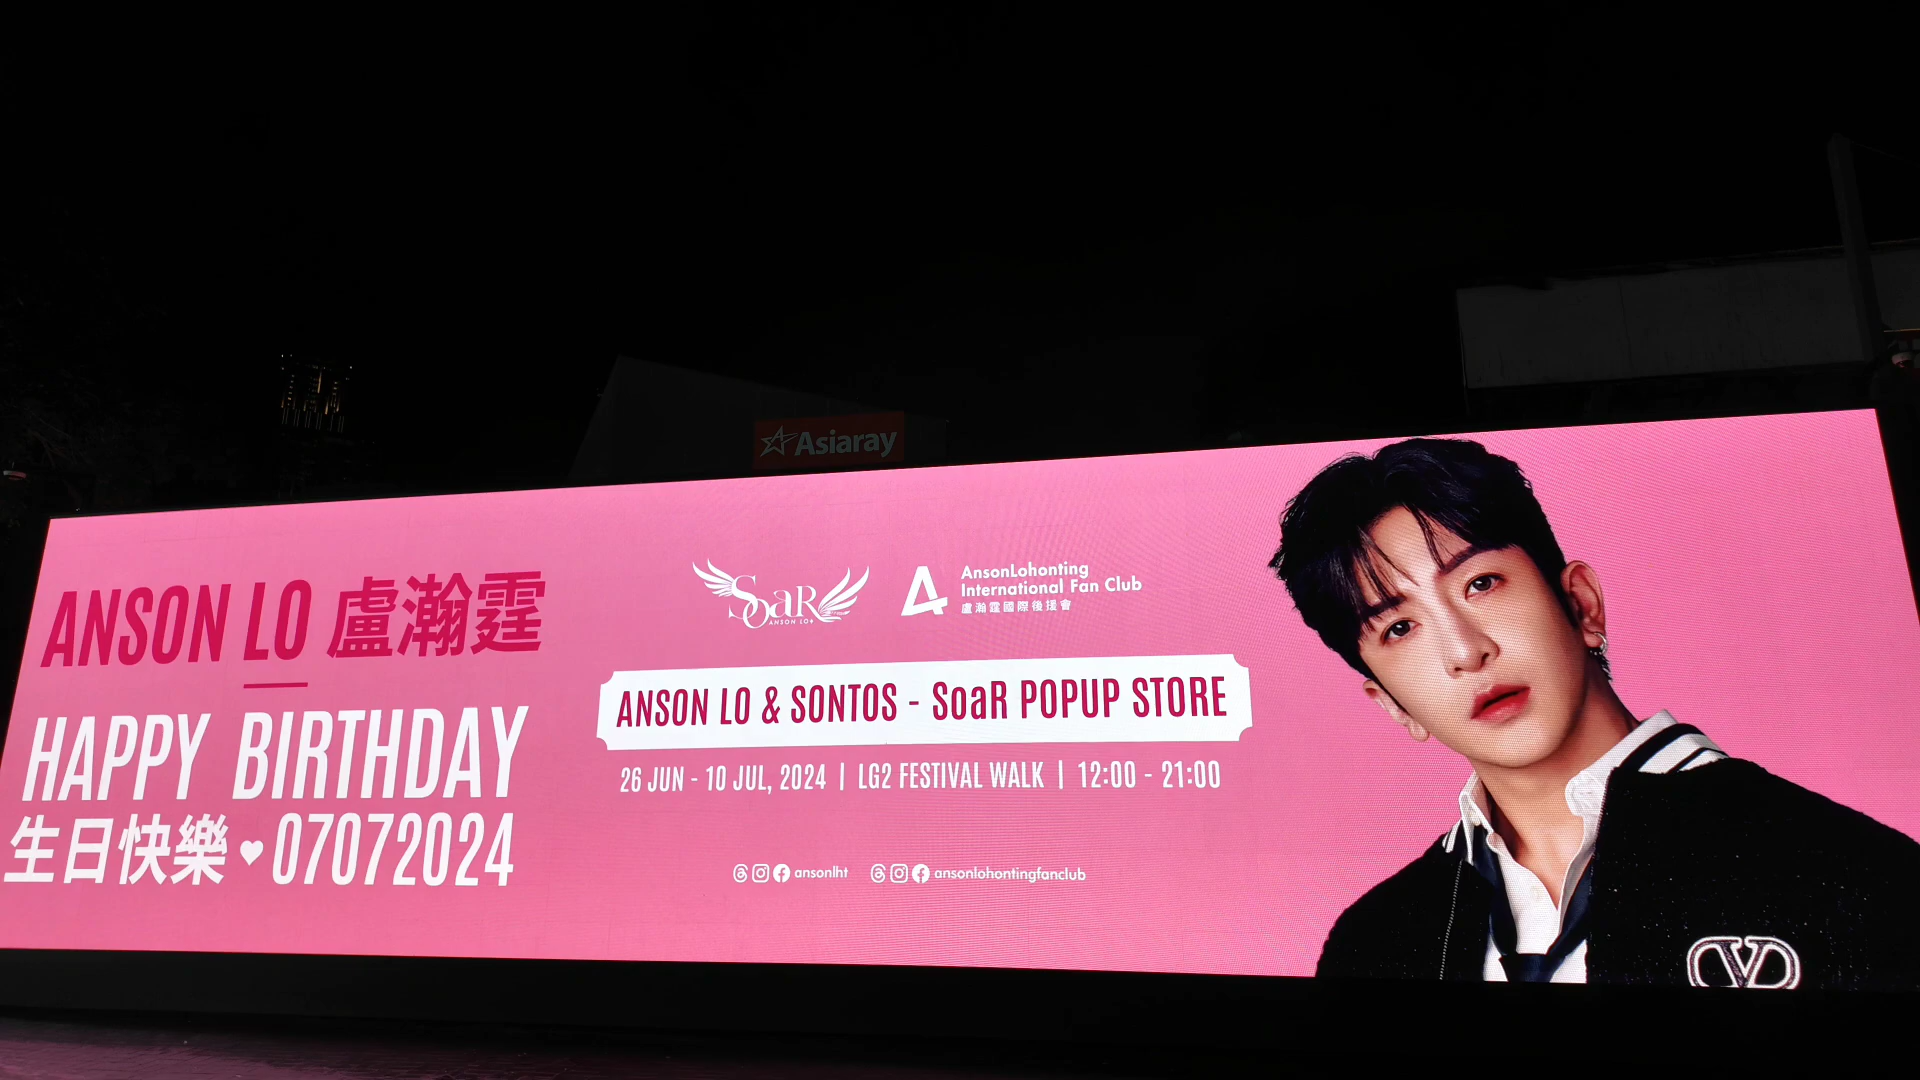 Asiaray
ANSON LO 盧瀚霆
HAPPY BIRTHDAY
生日快樂♥07072024
SoaR
ANSON LO
AnsonLohonting
International Fan Club
盧瀚霆國際後援會
ANSON LO & SONTOS - SoaR POPUP STORE
26 JUN - 10 JUL, 2024 | LG2 FESTIVAL WALK | 12:00 - 21:00
ansonlht ansonlohontingfanclub